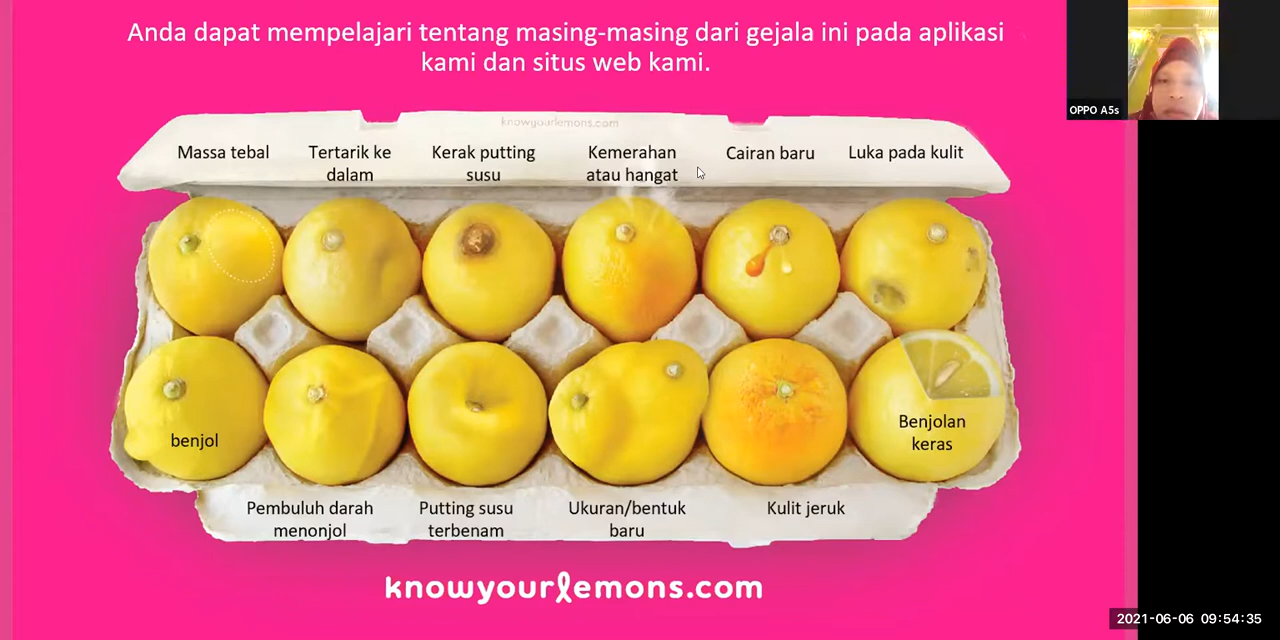 Anda dapat mempelajari tentang masing-masing dari gejala ini pada aplikasi
kami dan situs web kami.
OPPO A5s
knowyourlemons.com
Massa tebal
Tertarik ke
dalam
Kerak putting
susu
Kemerahan
atau hangat
Cairan baru
Luka pada kulit
benjol
Benjolan
keras
Pembuluh darah
menonjol
Putting susu
terbenam
Ukuran/bentuk
baru
Kulit jeruk
knowyourlemons.com
2021-06-06 09:54:35